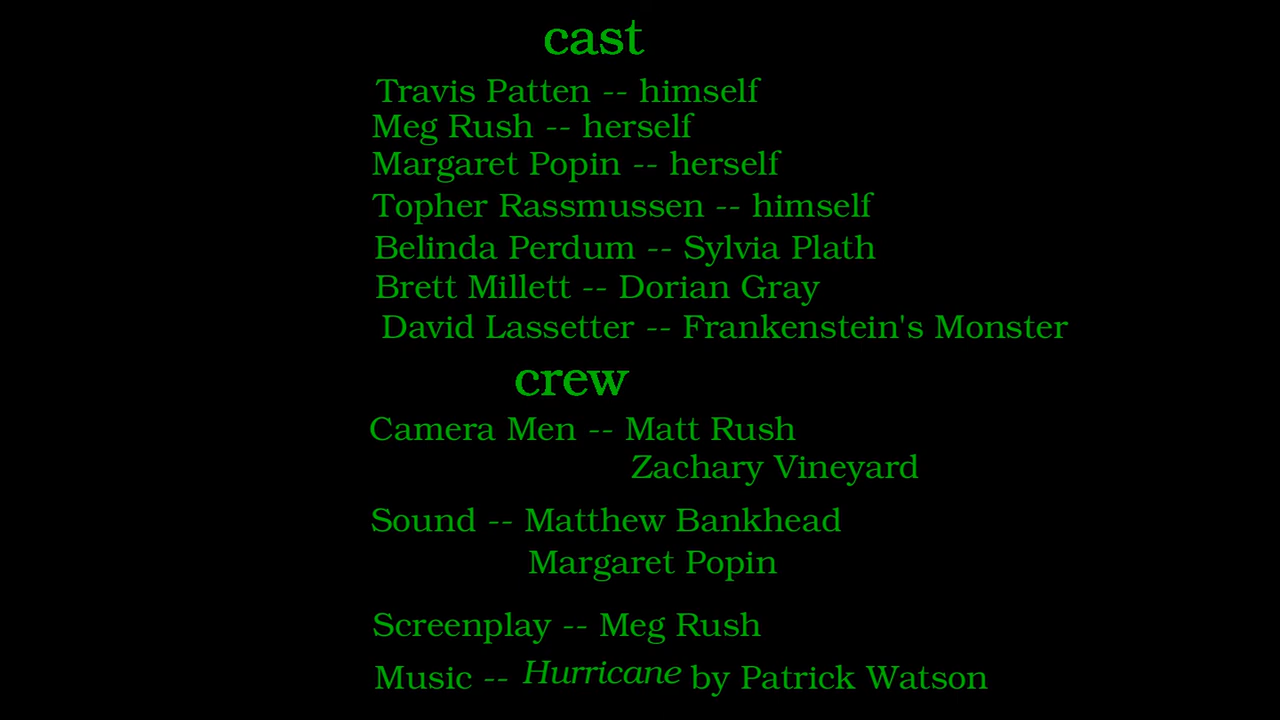 cast
Travis Patten -- himself
Meg Rush -- herself
Margaret Popin -- herself
Topher Rassmussen -- himself
Belinda Perdum -- Sylvia Plath
Brett Millett -- Dorian Gray
David Lassetter -- Frankenstein's Monster
crew
Camera Men -- Matt Rush
Zachary Vineyard
Sound -- Matthew Bankhead
Margaret Popin
Screenplay -- Meg Rush
Music -- Hurricane by Patrick Watson